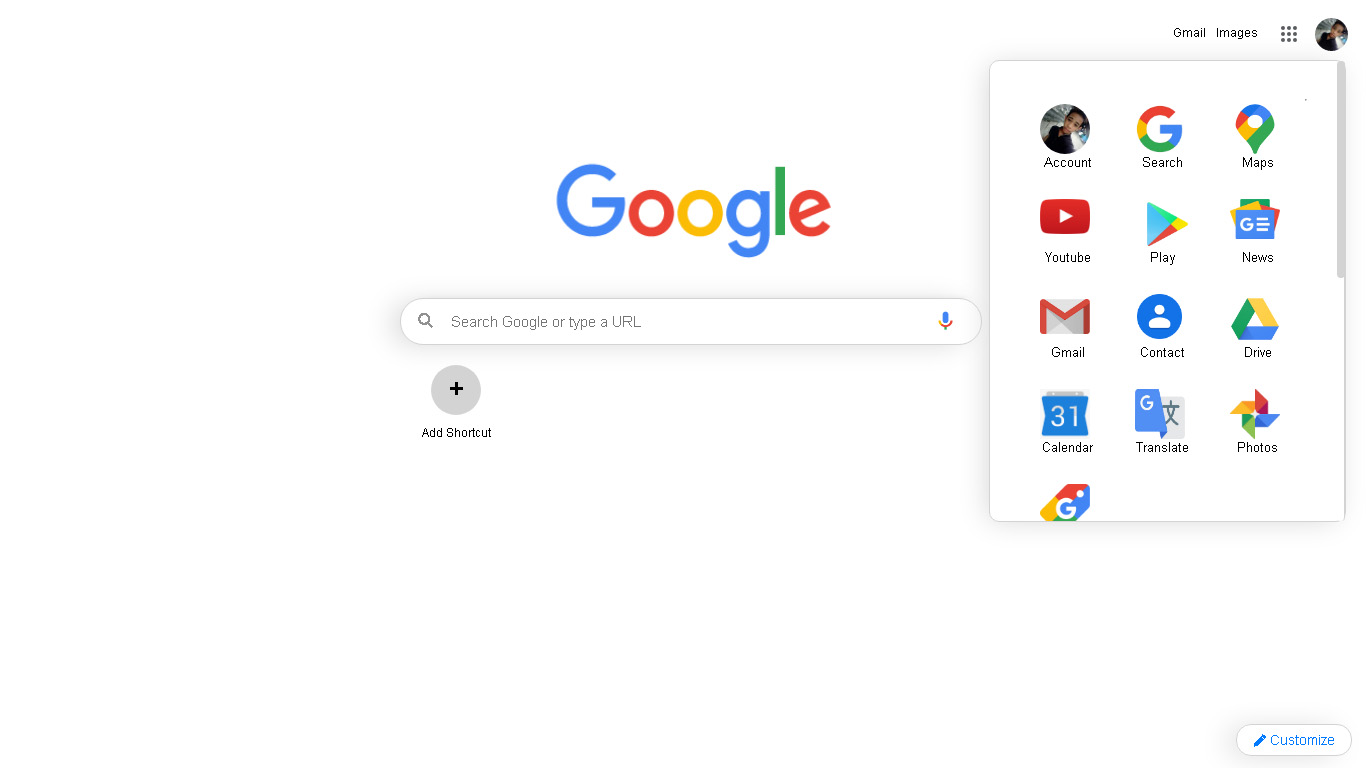 Gmail Images
Google
Search Google or type a URL
Add Shortcut
Account Search Maps
Youtube Play News
Gmail Contact Drive
31
Calendar Translate Photos
Customize